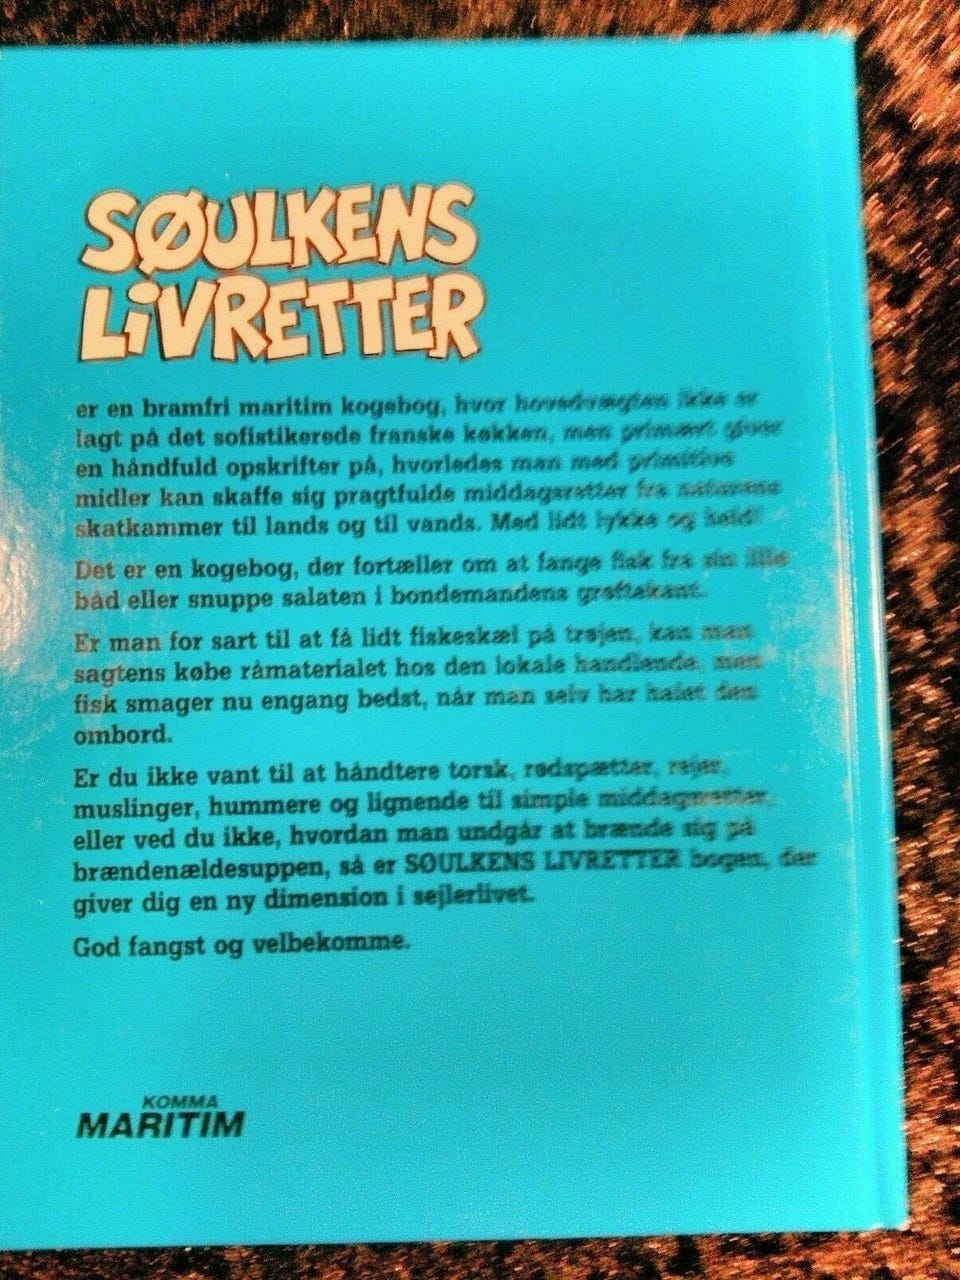 SØULKENS
LIVRETTER
er en bramfri maritim kogebog, hvor hovedvægten ikke er
lagt på det sofistikerede franske køkken, men primært giver
en håndfuld opskrifter på, hvorledes man med primitive
midler kan skaffe sig pragtfulde middagsretter fra naturens
skatkammer til lands og til vands. Med lidt lykke og held!
Det er en kogebog, der fortæller om at fange fisk fra sin lille
båd eller snuppe salaten i bondemandens grøftekant.
Er man for sart til at få lidt fiskeskæl på trøjen, kan man
sagtens købe råmaterialet hos den lokale handlende, men
fisk smager nu engang bedst, når man selv har halet den
ombord.
Er du ikke vant til at håndtere torsk, rødspætter, rejer,
muslinger, hummere og lignende til simple middagsretter,
eller ved du ikke, hvordan man undgår at brænde sig på
brændenældesuppen, så er SØULKENS LIVRETTER bogen, der
giver dig en ny dimension i sejlerlivet.
God fangst og velbekomme.
KOMMA
MARITIM